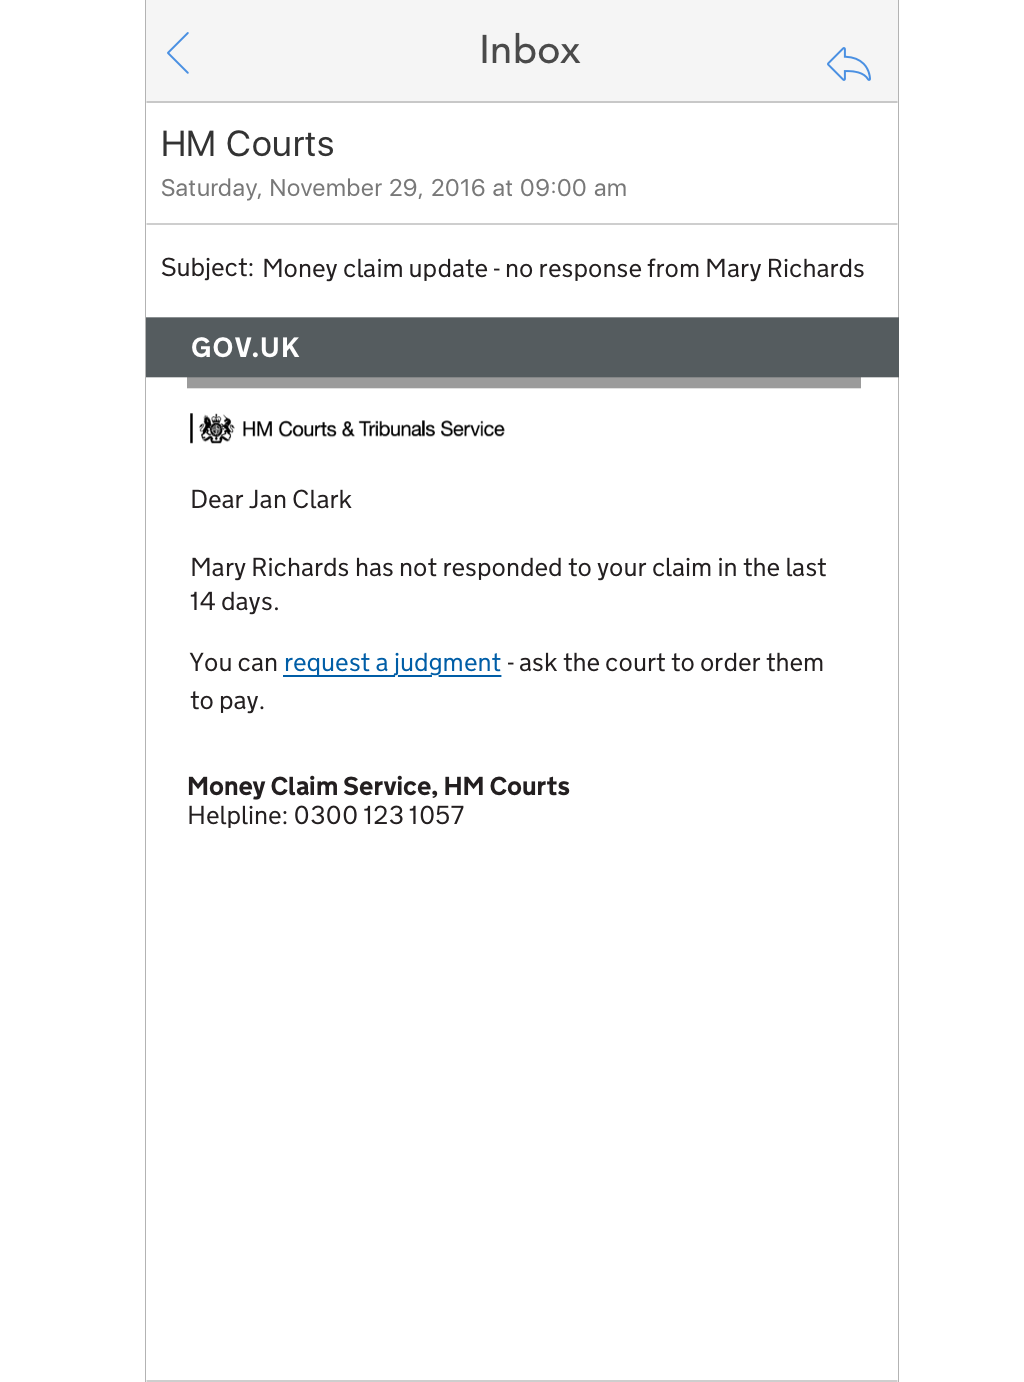 Inbox
HM Courts
Saturday, November 29, 2016 at 09:00 am
Subject: Money claim update - no response from Mary Richards
GOV.UK
HM Courts & Tribunals Service
Dear Jan Clark
Mary Richards has not responded to your claim in the last
14 days.
You can request a judgment - ask the court to order them
to pay.
Money Claim Service, HM Courts
Helpline: 0300 123 1057